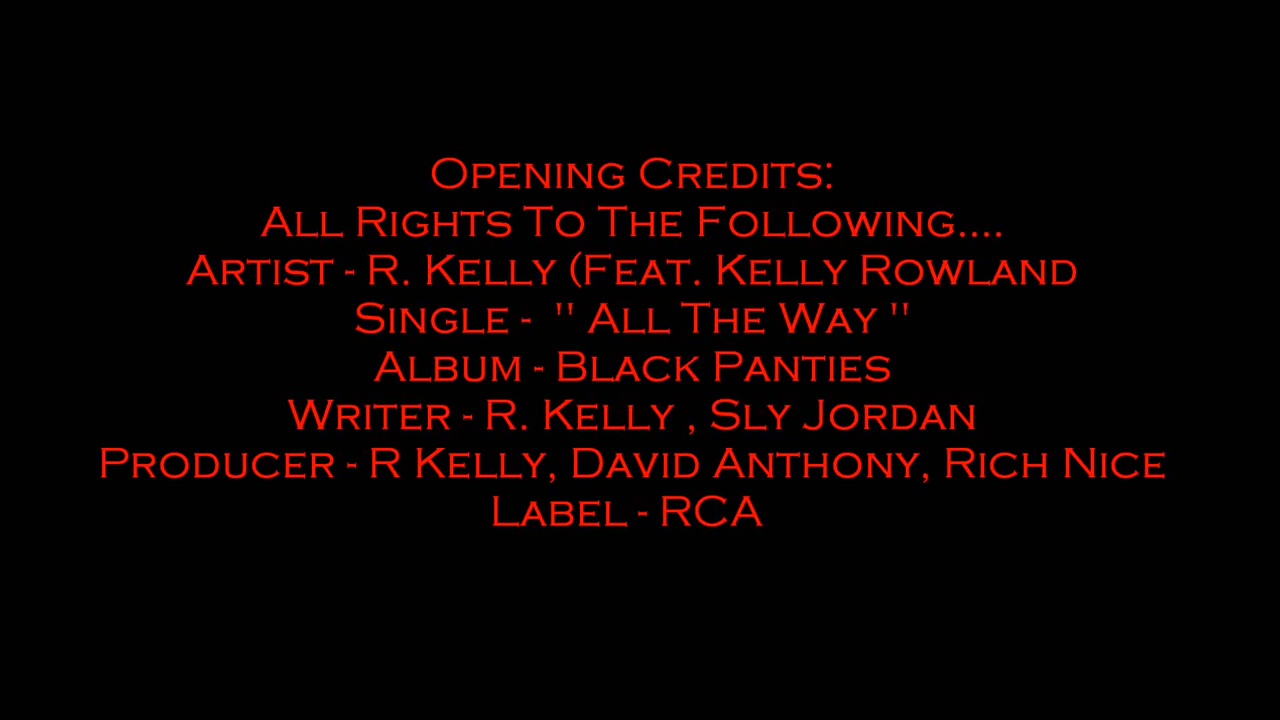 Opening Credits:
All Rights To The Following....
Artist - R. Kelly (Feat. Kelly Rowland
Single -  " All The Way "
Album - Black Panties
Writer - R. Kelly , Sly Jordan
Producer - R Kelly, David Anthony, Rich Nice
Label - RCA